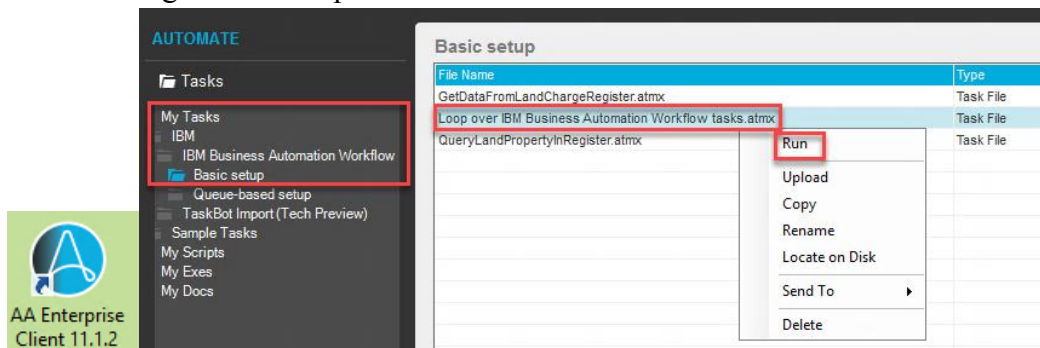 AUTOMATE
Tasks
My Tasks
IBM
IBM Business Automation Workflow
Basic setup
Queue-based setup
TaskBot Import (Tech Preview)
Sample Tasks
My Scripts
My Exes
My Docs
Basic setup
File Name Type
GetDataFromLandChargeRegister.atmx Task File
Loop over IBM Business Automation Workflow tasks.atmx Task File
QueryLandPropertyInRegister.atmx Task File
Run
Upload
Copy
Rename
Locate on Disk
Send To
Delete
AA Enterprise
Client 11.1.2